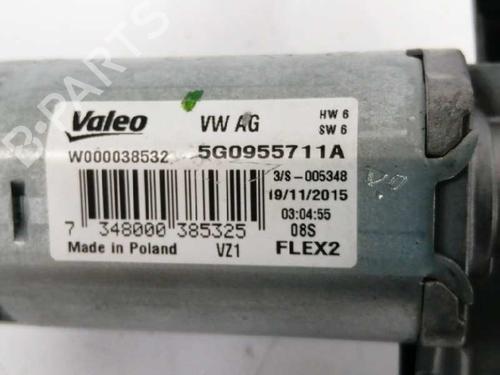 Valeo VW AG HW 6
SW 6
W000038532 5G0955711A
3/S-005348
19/11/2015
03:04:55
7 348000 385325 08S
Made in Poland VZ1 FLEX2
B-PARTS